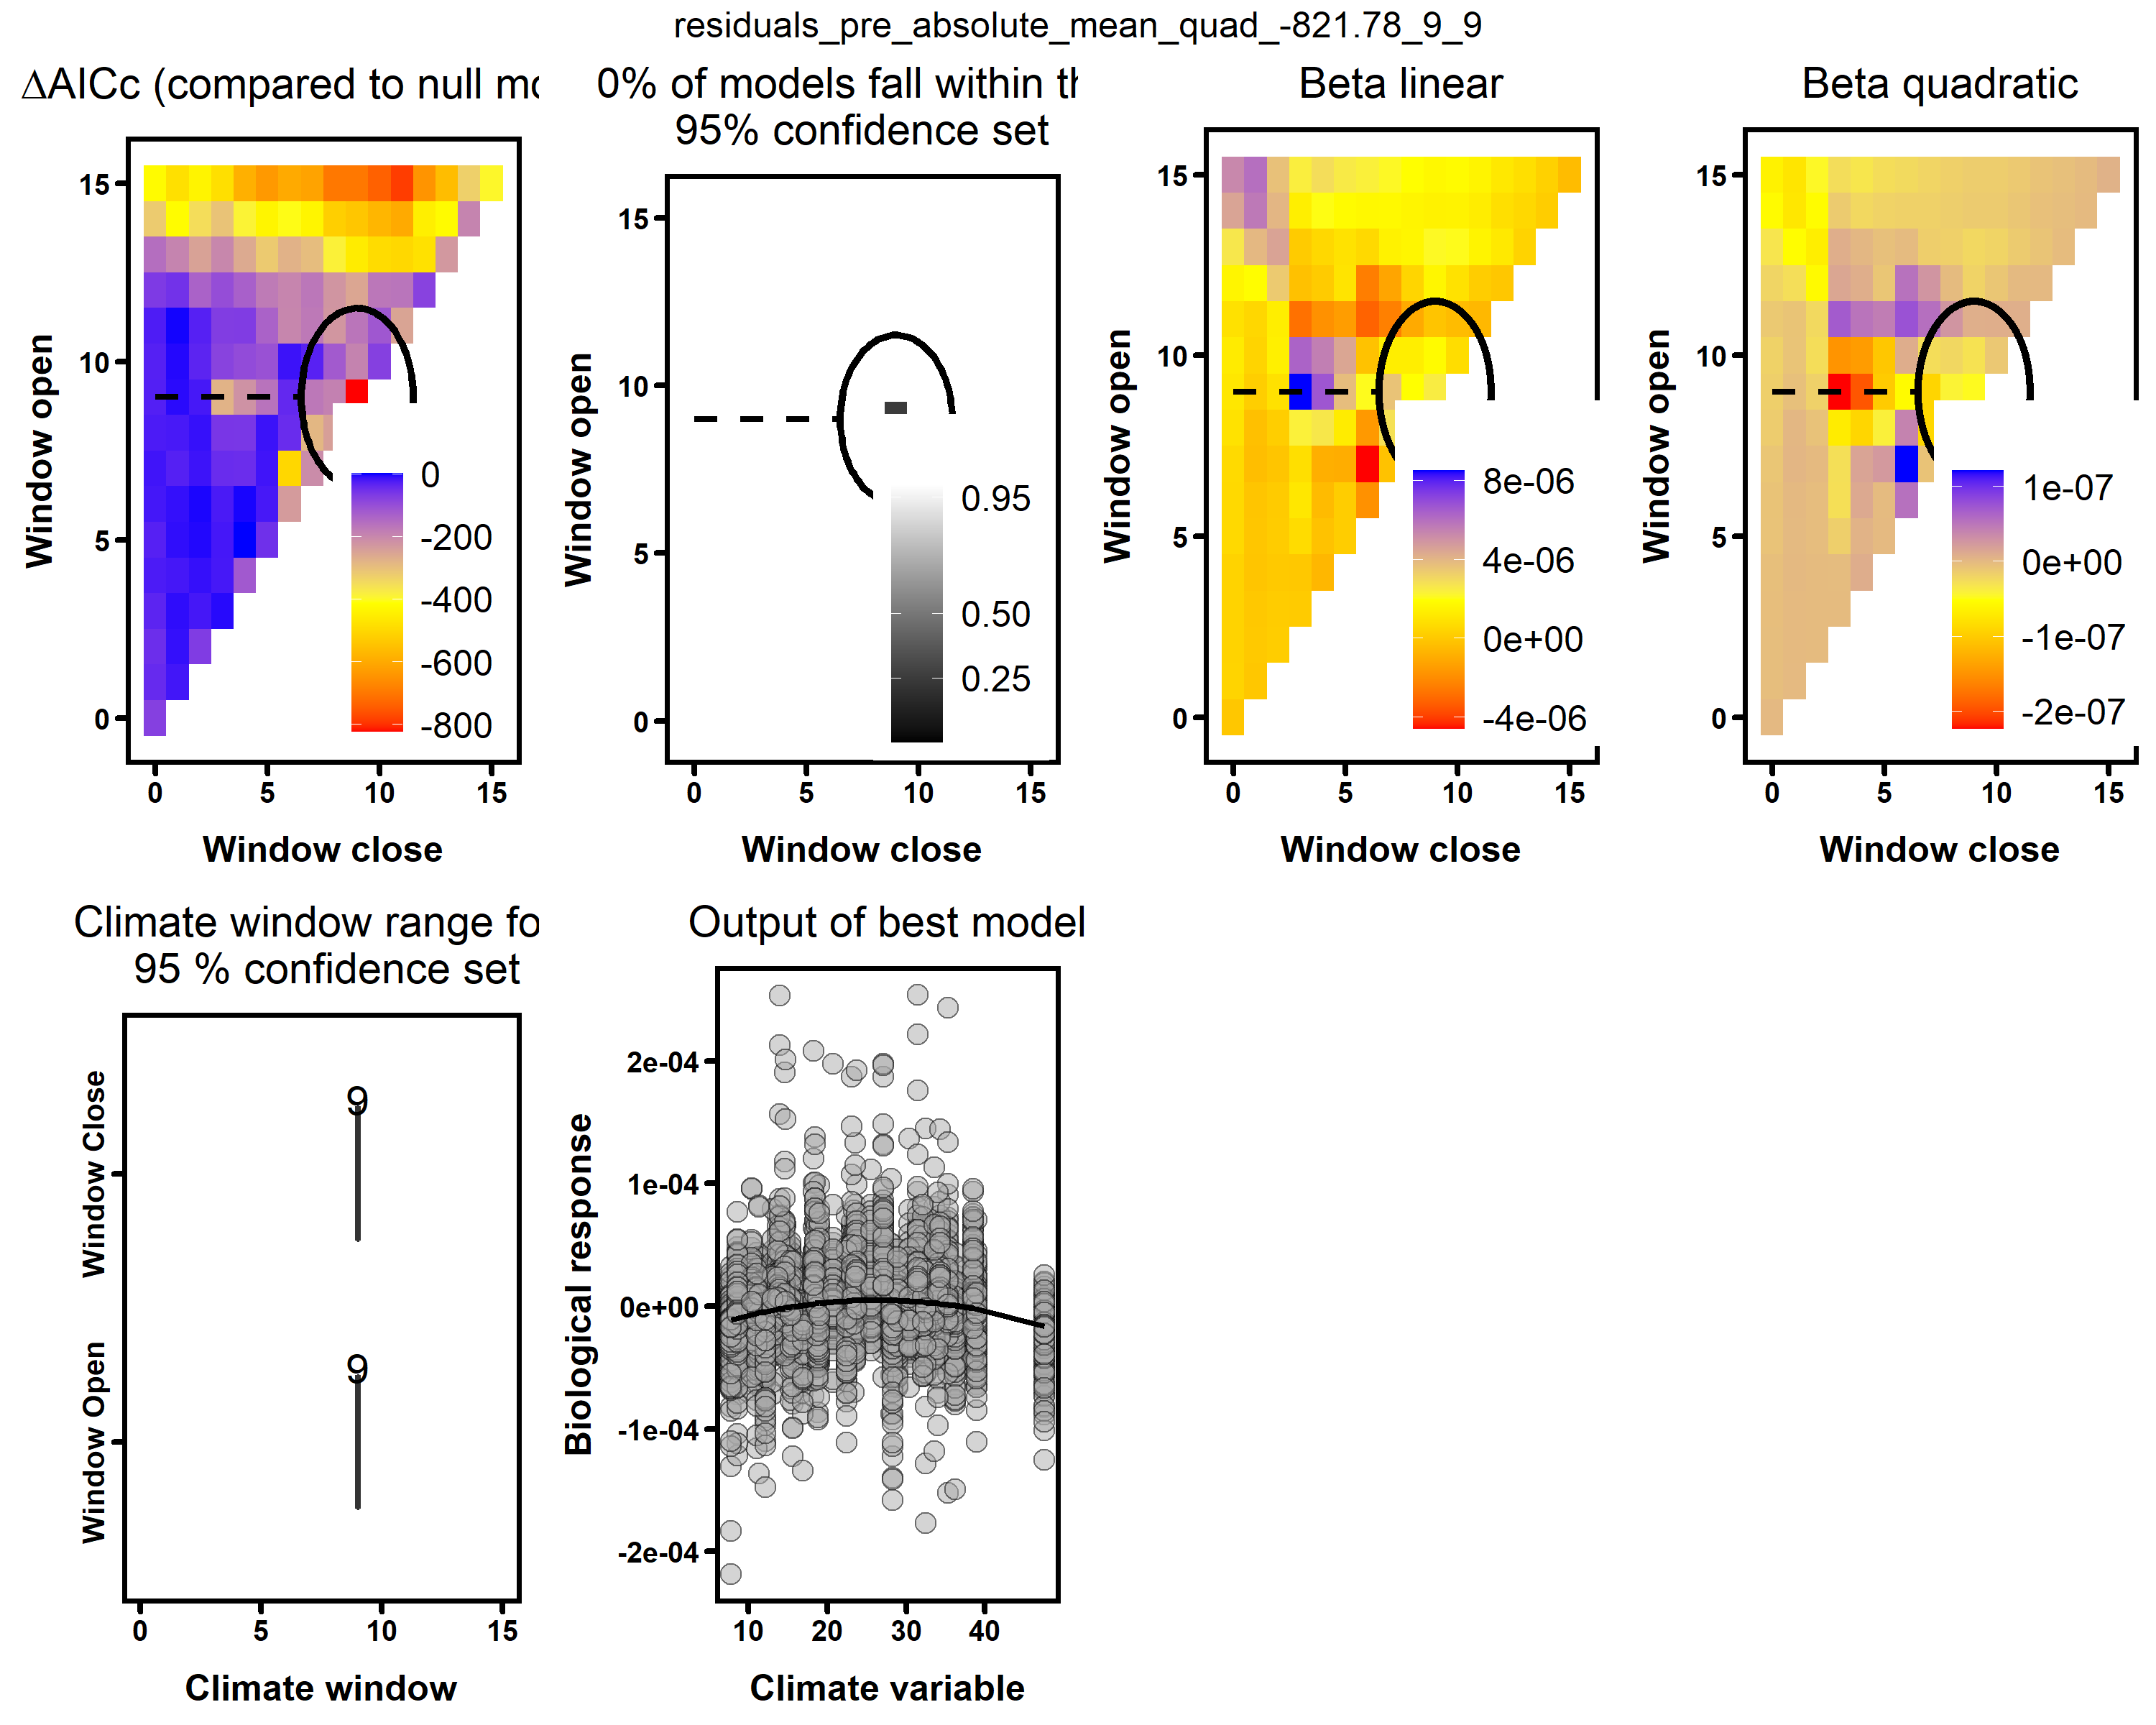 residuals_pre_absolute_mean_quad_-821.78_9_9
ΔAICc (compared to null mo
15
10
5
0
0
5
10
15
Window open
Window close
0
-200
-400
-600
-800
0% of models fall within th
95% confidence set
15
10
5
0
0
5
10
15
Window open
Window close
0.95
0.50
0.25
Beta linear
15
10
5
0
0
5
10
15
Window open
Window close
8e-06
4e-06
0e+00
-4e-06
Beta quadratic
15
10
5
0
0
5
10
15
Window open
Window close
1e-07
0e+00
-1e-07
-2e-07
Climate window range fo
95 % confidence set
Window Close
Window Open
9
9
0
5
10
15
Climate window
Output of best model
Biological response
2e-04
1e-04
0e+00
-1e-04
-2e-04
10
20
30
40
Climate variable